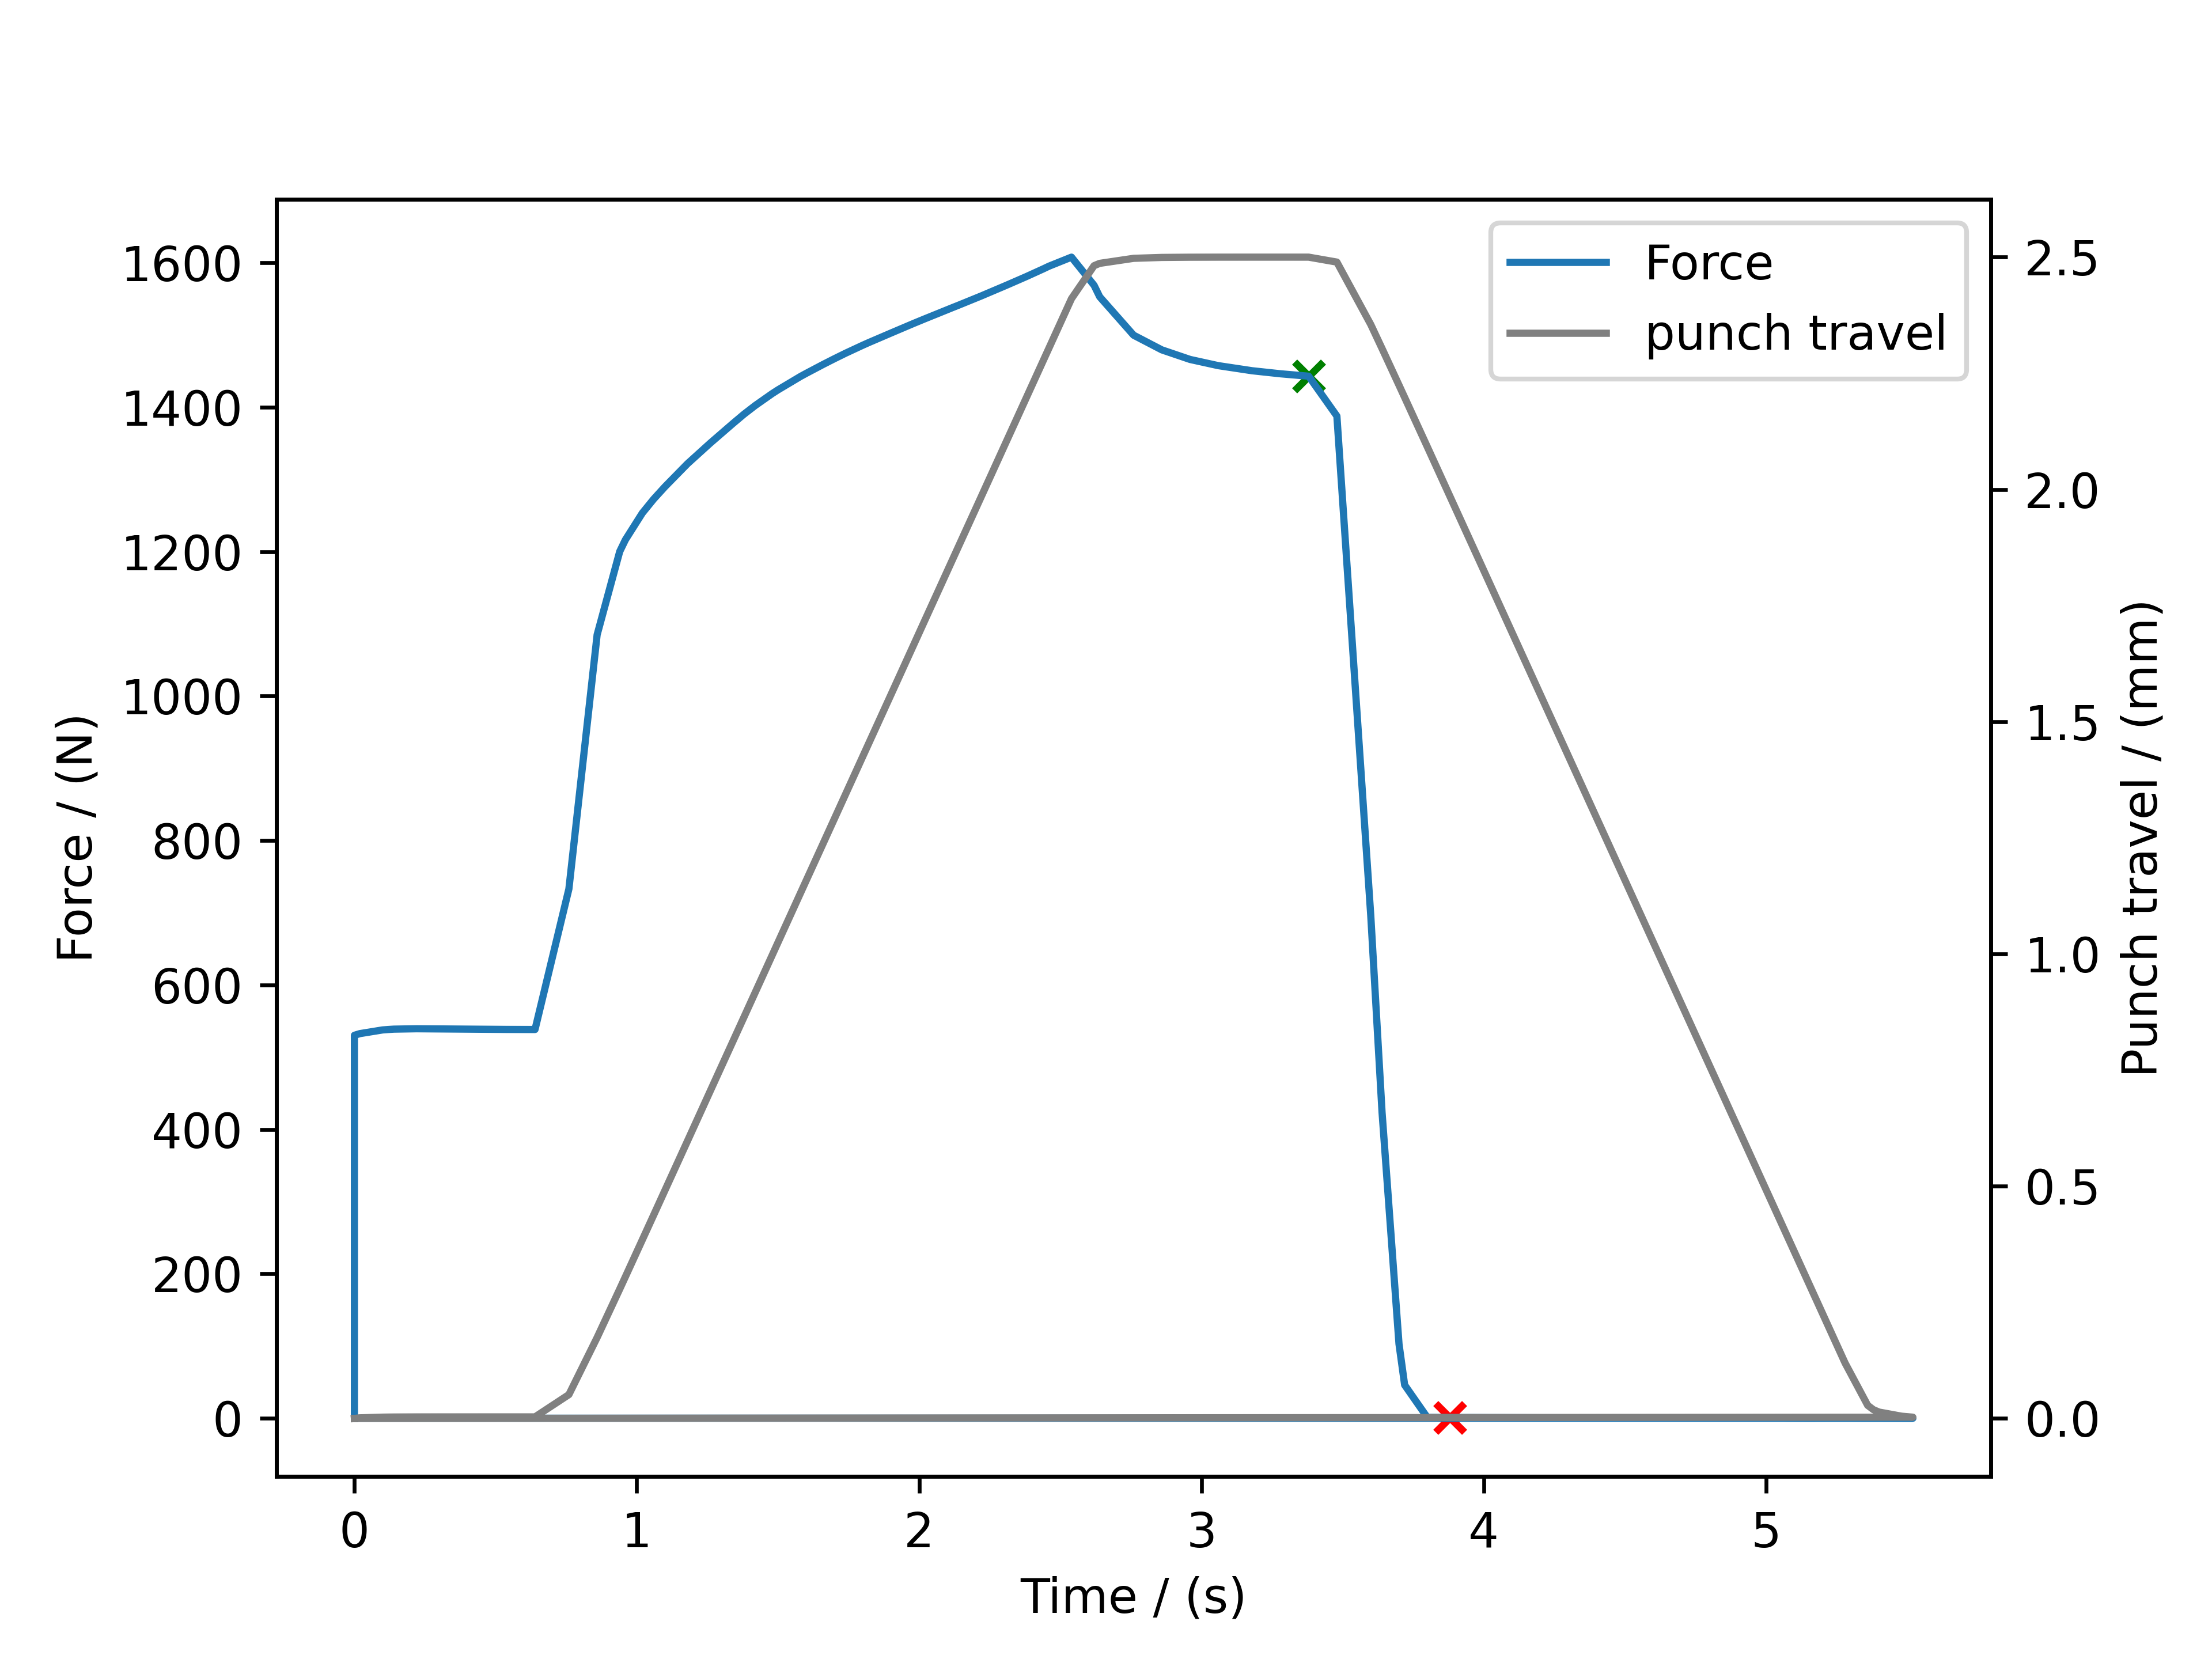 Force
punch travel
1600
1400
1200
1000
800
600
400
200
0
Force / (N)
2.5
2.0
1.5
1.0
0.5
0.0
Punch travel / (mm)
0 1 2 3 4 5
Time / (s)